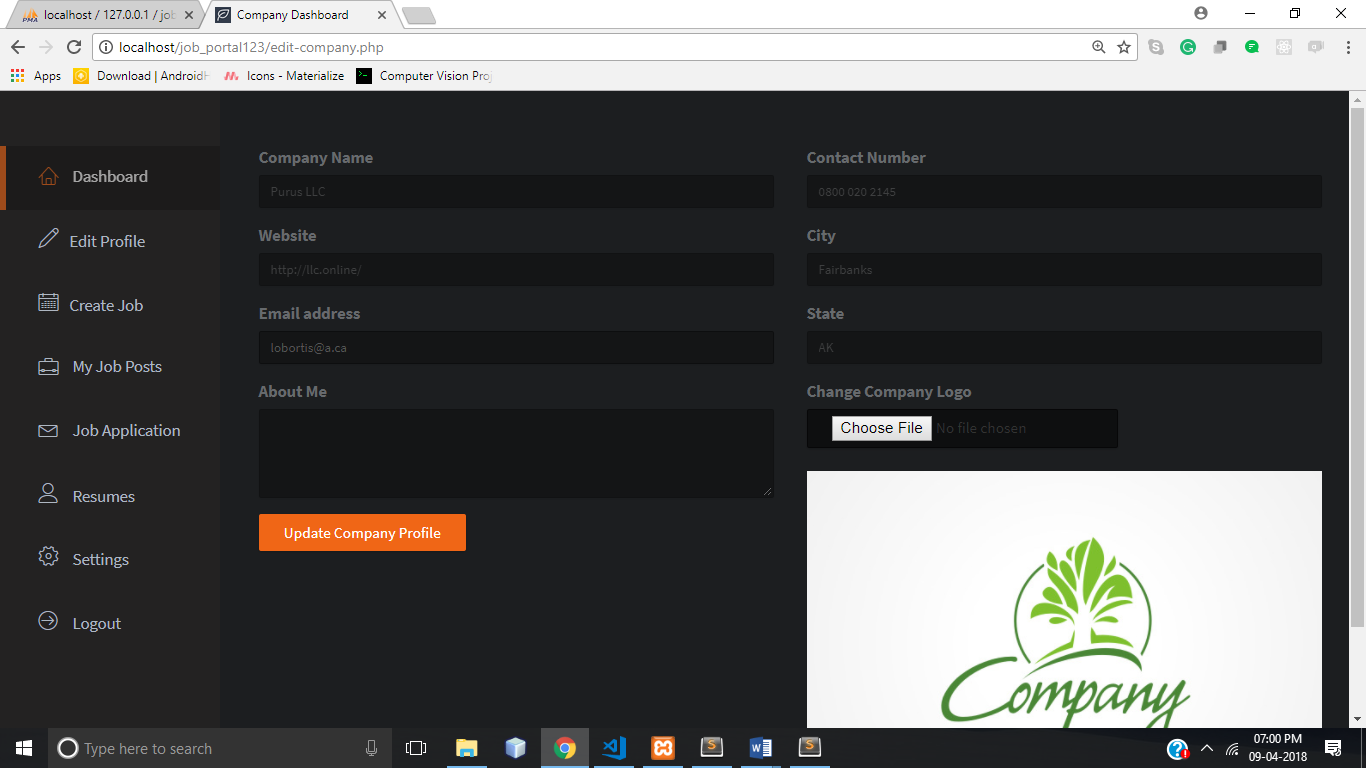 PMA localhost / 127.0.0.1 / job
Company Dashboard
localhost/job_portal123/edit-company.php
Apps
Download | Android
Icons - Materialize
Computer Vision Proj
Dashboard
Edit Profile
Create Job
My Job Posts
Job Application
Resumes
Settings
Logout
Company Name
Purus LLC
Website
http://llc.online/
Email address
lobortis@a.ca
About Me
Update Company Profile
Contact Number
0800 020 2145
City
Fairbanks
State
AK
Change Company Logo
Choose File No file chosen
Company
Type here to search
07:00 PM
09-04-2018